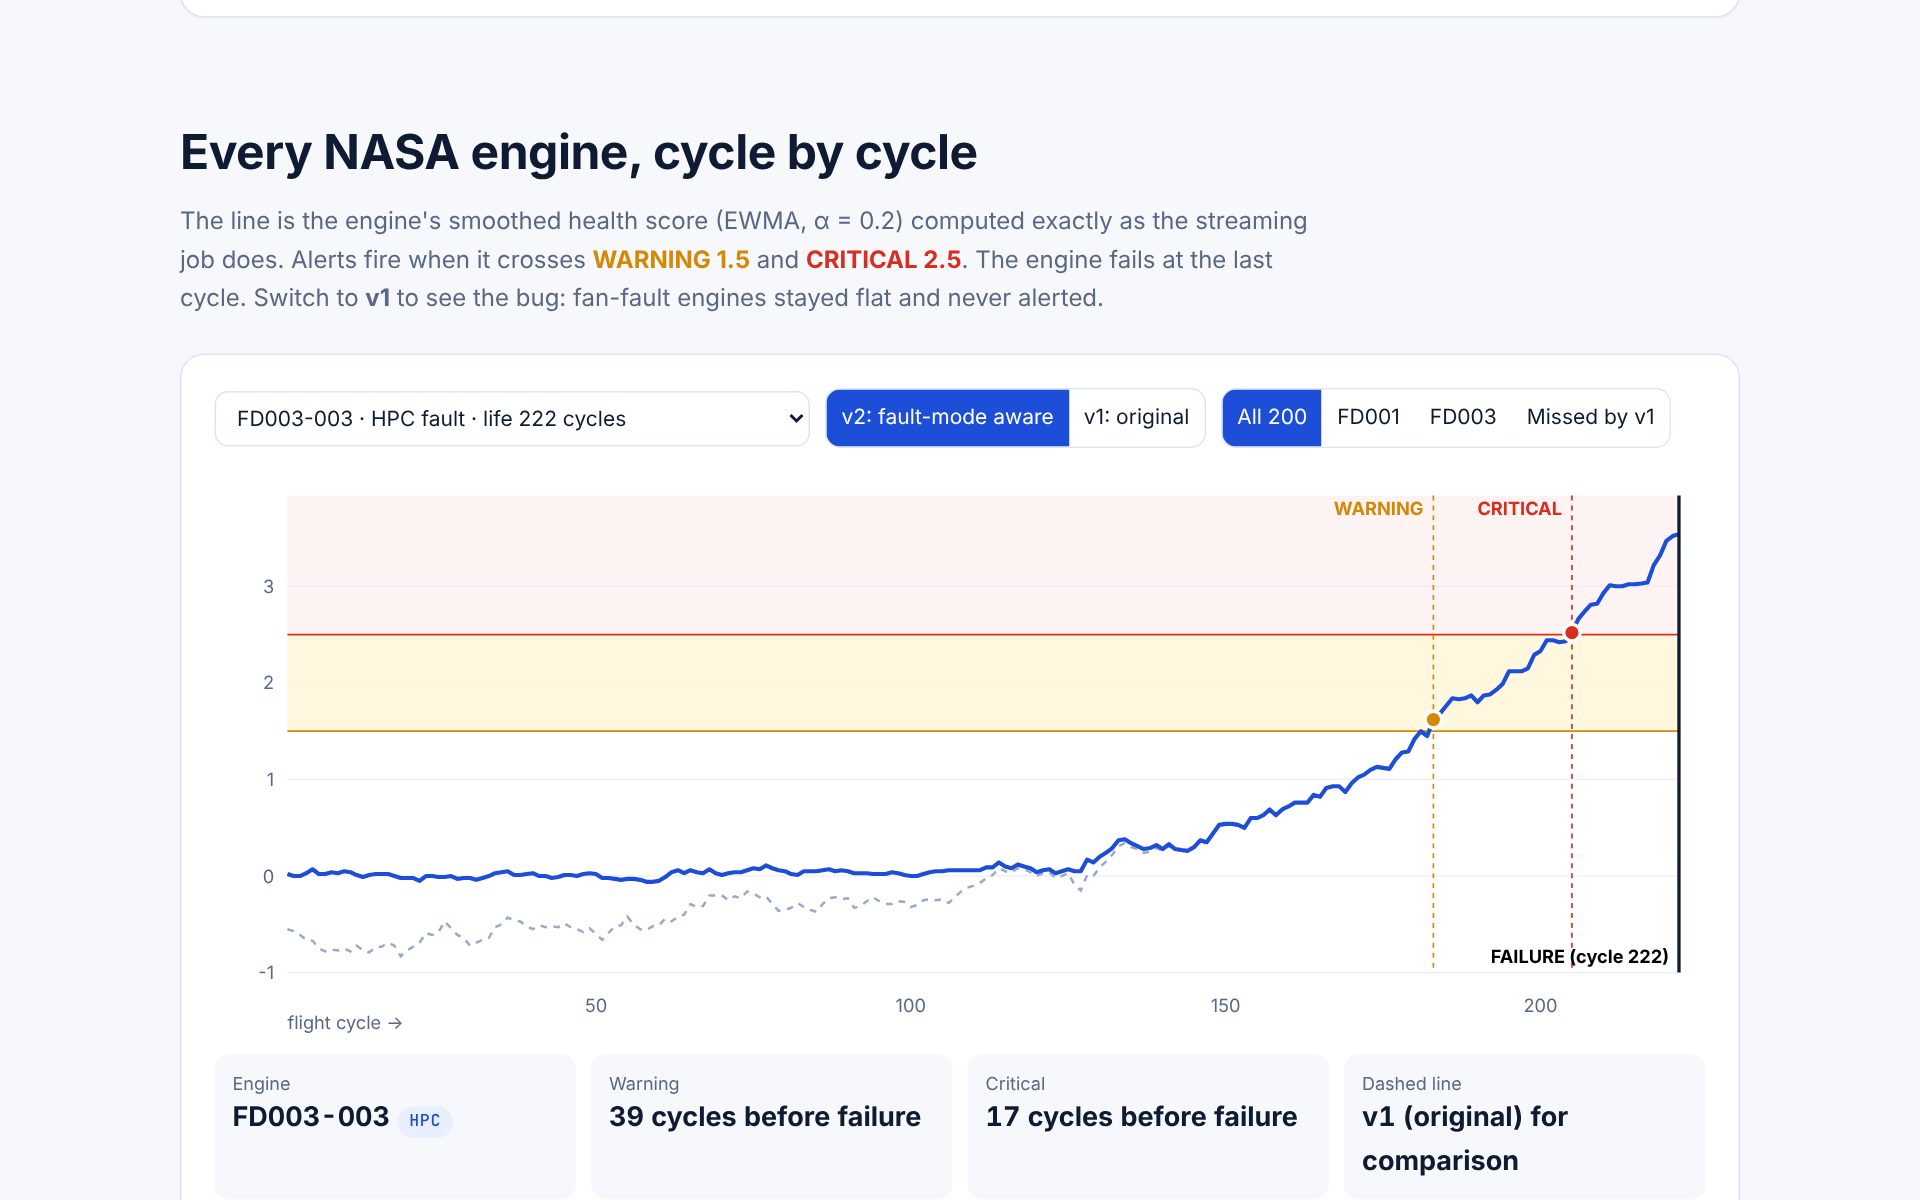 Every NASA engine, cycle by cycle
The line is the engine's smoothed health score (EWMA, α = 0.2) computed exactly as the streaming
job does. Alerts fire when it crosses WARNING 1.5 and CRITICAL 2.5. The engine fails at the last
cycle. Switch to v1 to see the bug: fan-fault engines stayed flat and never alerted.
FD003-003 · HPC fault · life 222 cycles
v2: fault-mode aware
v1: original
All 200
FD001
FD003
Missed by v1
WARNING
CRITICAL
3
2
1
0
-1
FAILURE (cycle 222)
50
100
150
200
flight cycle →
Engine
FD003-003 HPC
Warning
39 cycles before failure
Critical
17 cycles before failure
Dashed line
v1 (original) for
comparison